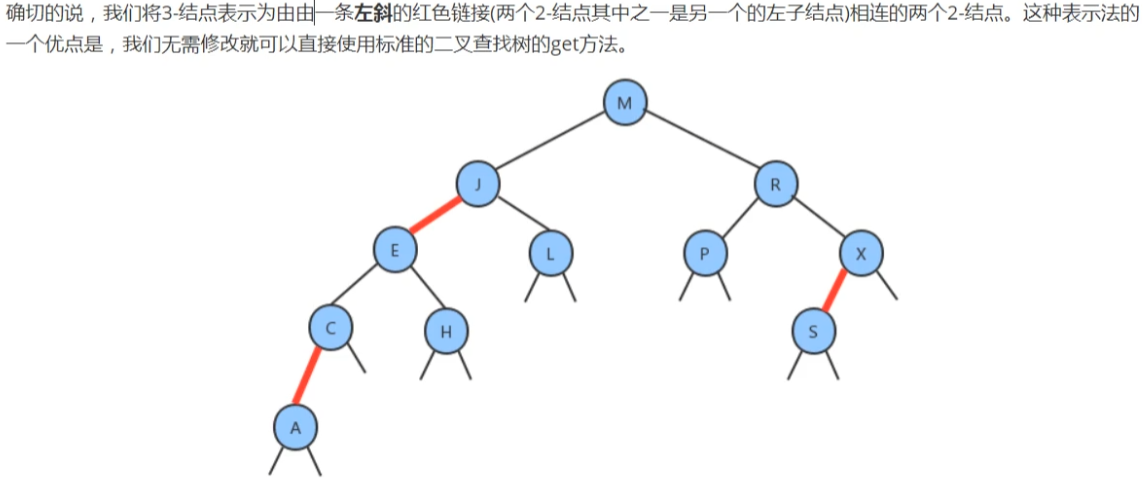 确切的说，我们将3-结点表示为由由一条左斜的红色链接(两个2-结点其中之一是另一个的左子结点)相连的两个2-结点。这种表示法的
一个优点是，我们无需修改就可以直接使用标准的二叉查找树的get方法。
M
J
R
E
L
P
X
C
H
S
A